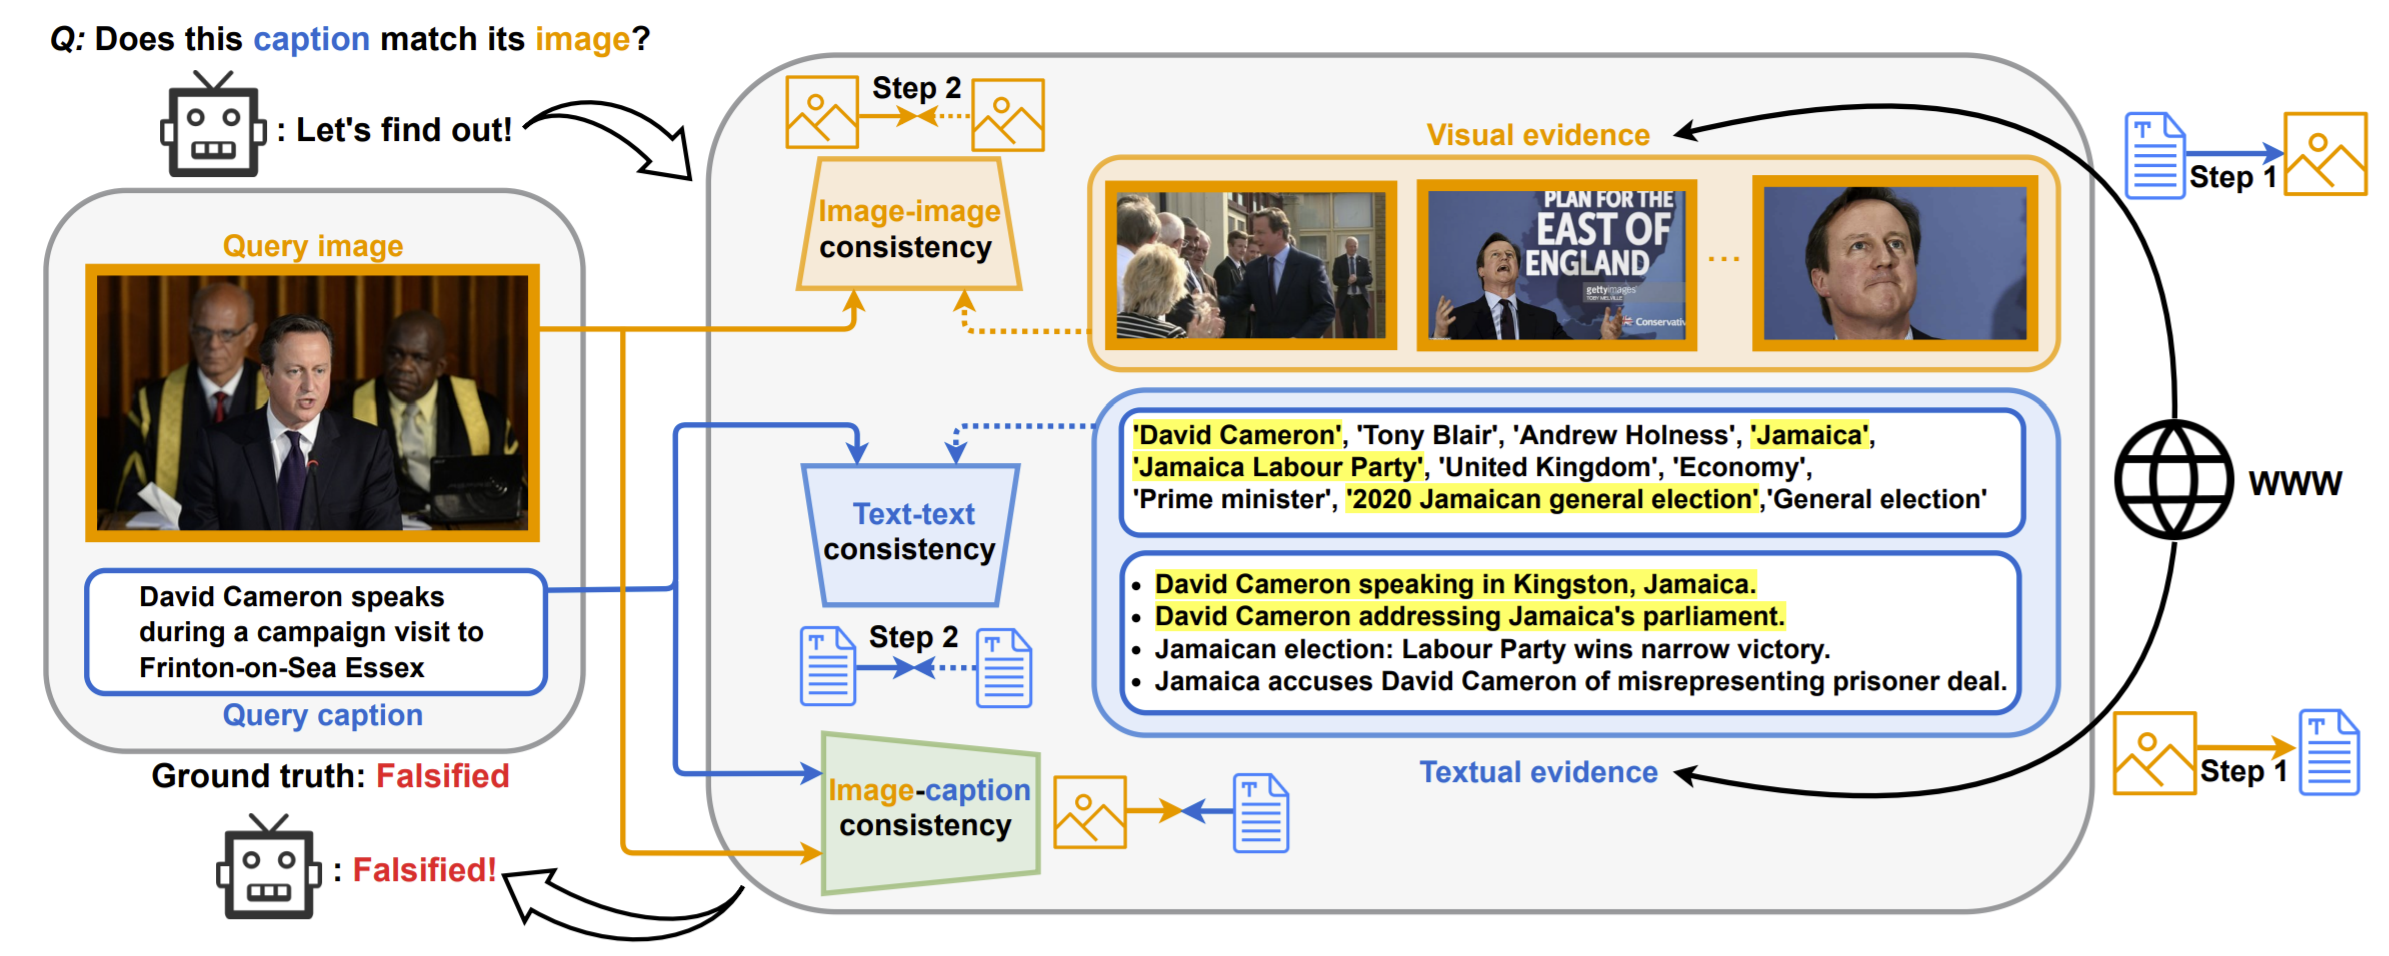 Q: Does this caption match its image?
: Let's find out!
Query image
David Cameron speaks
during a campaign visit to
Frinton-on-Sea Essex
Query caption
Ground truth: Falsified
: Falsified!
Step 2
Image-image
consistency
Text-text
consistency
T
Step 2
T
Image-caption
consistency
T
Visual evidence
PLAN FOR THE
EAST OF
ENGLAND
gettyimages
TOBY MELVILLE
Conservativ
...
'David Cameron', 'Tony Blair', 'Andrew Holness', 'Jamaica',
'Jamaica Labour Party', 'United Kingdom', 'Economy',
'Prime minister', '2020 Jamaican general election','General election'
• David Cameron speaking in Kingston, Jamaica.
• David Cameron addressing Jamaica's parliament.
• Jamaican election: Labour Party wins narrow victory.
• Jamaica accuses David Cameron of misrepresenting prisoner deal.
Textual evidence
T
Step 1
WWW
T
Step 1